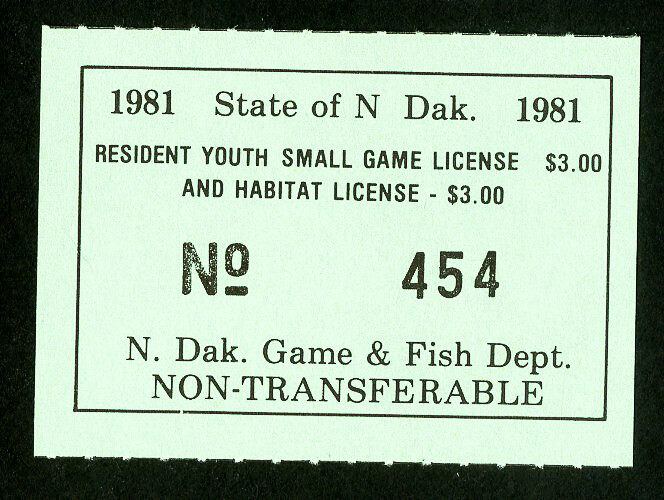 1981 State of N Dak. 1981
RESIDENT YOUTH SMALL GAME LICENSE $3.00
AND HABITAT LICENSE - $3.00
No 454
N. Dak. Game & Fish Dept.
NON-TRANSFERABLE